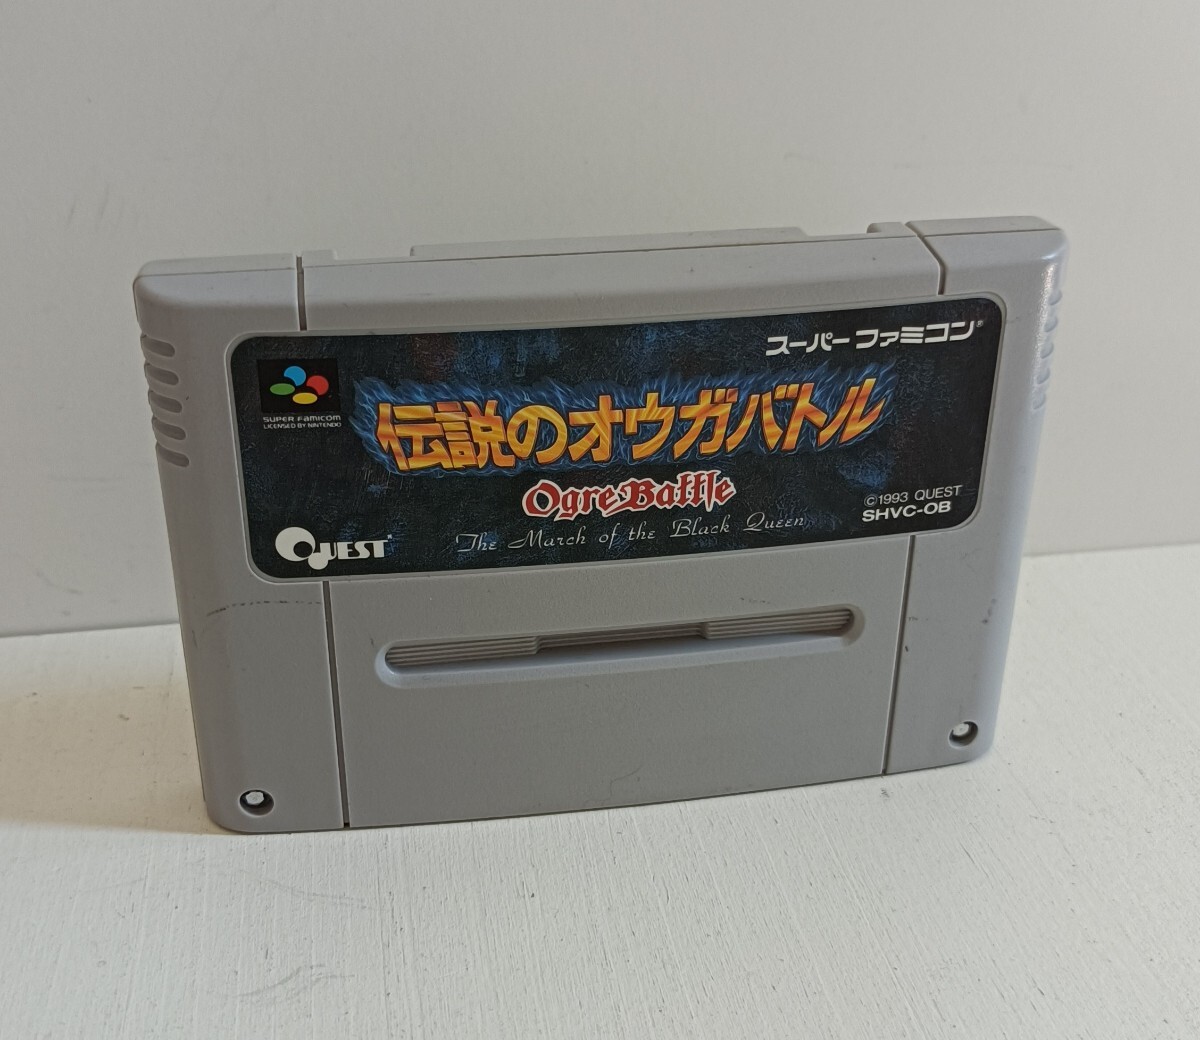 スーパーファミコン®
SUPER FAMICOM
LICENSED BY NINTENDO
伝説のオウガバトル
Ogre Battle
The March of the Black Queen
©1993 QUEST
SHVC-OB
QUEST